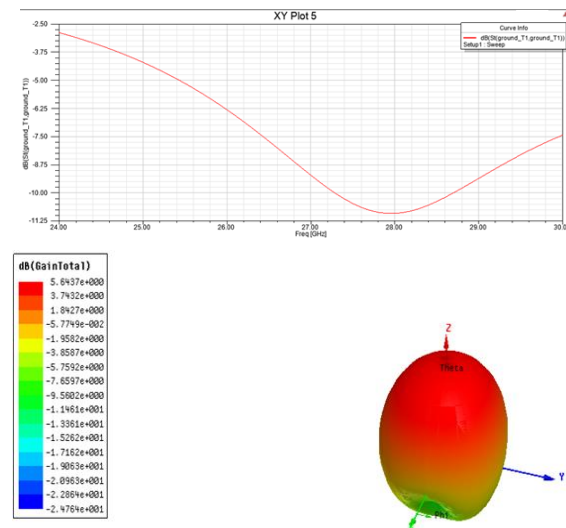 XY Plot 5
Curve Info
dB(St(ground_T1,ground_T1))
Setup1 : Sweep
dB(St(ground_T1,ground_T1))
-2.50
-3.75
-5.00
-6.25
-7.50
-8.75
-10.00
-11.25
24.00 25.00 26.00 27.00 28.00 29.00 30.0
Freq [GHz]
dB(GainTotal)
5.6437e+000
3.7432e+000
1.8427e+000
-5.7749e-002
-1.9582e+000
-3.8587e+000
-5.7592e+000
-7.6597e+000
-9.5602e+000
-1.1461e+001
-1.3361e+001
-1.5262e+001
-1.7162e+001
-1.9063e+001
-2.0963e+001
-2.2864e+001
-2.4764e+001
Z
Theta
Y
Phi